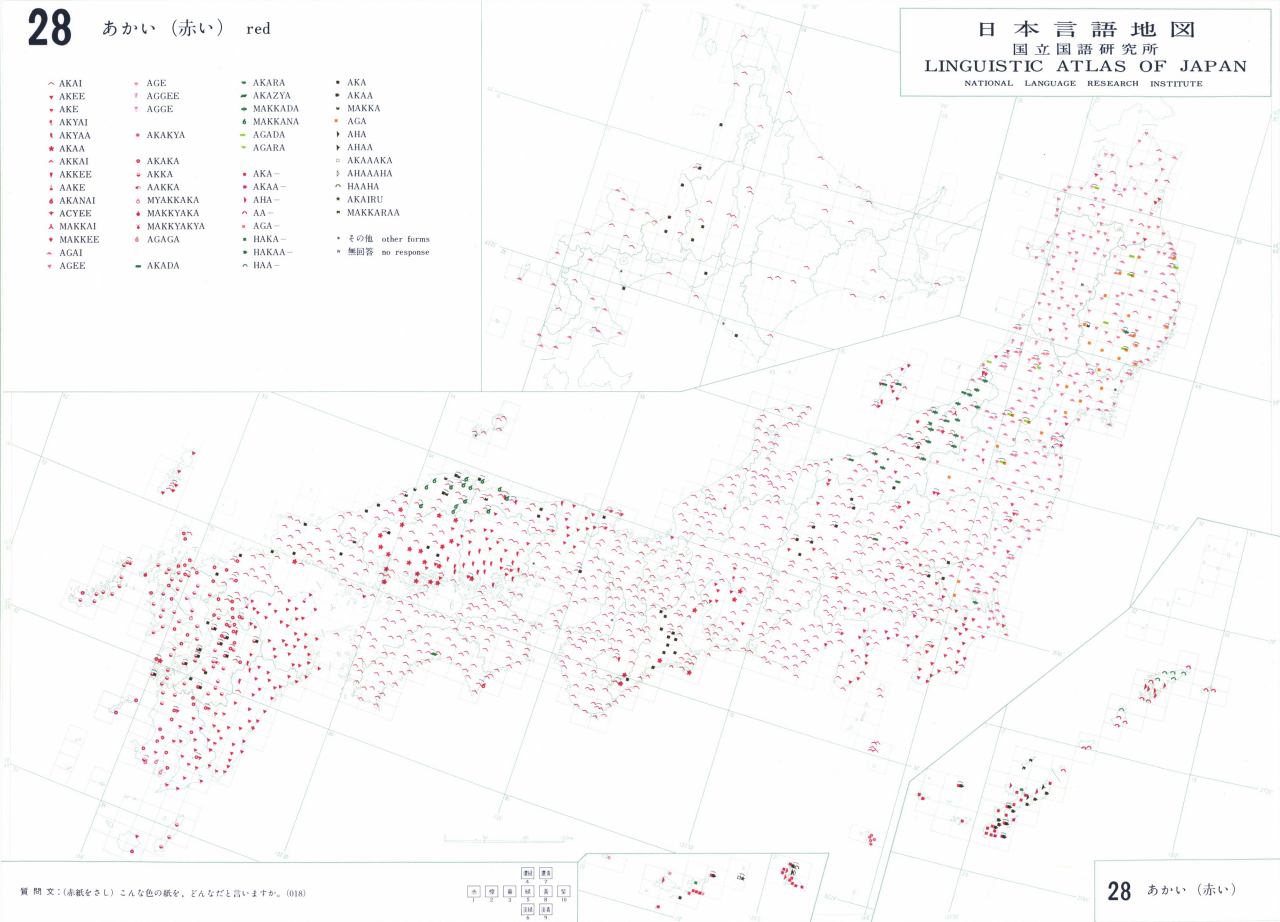 28 あかい（赤い） red
日本言語地図
国立国語研究所
LINGUISTIC ATLAS OF JAPAN
NATIONAL LANGUAGE RESEARCH INSTITUTE
AKAI
AKEE
AKE
AKYAI
AKYAA
AKAA
AKKAI
AKKEE
AAKE
AKANAI
ACYEE
MAKKAI
MAKKEE
AGAI
AGEE
AGE
AGGEE
AGGE
AKAKYA
AKAKA
AKKA
AAKKA
MYAKKAKA
MAKKYAKA
MAKKYAKYA
AGAGA
AKADA
AKARA
AKAZYA
MAKKADA
MAKKANA
AGADA
AGARA
AKA－
AKAA－
AHA－
AA－
AGA－
HAKA－
HAKAA－
HAA－
AKA
AKAA
MAKKA
AGA
AHA
AHAA
AKAAAKA
AHAAAHA
HAAHA
AKAIRU
MAKKARAA
その他 other forms
無回答 no response
質問文：（赤紙をさし）こんな色の紙を，どんなだと言いますか。（018）
28 あかい（赤い）